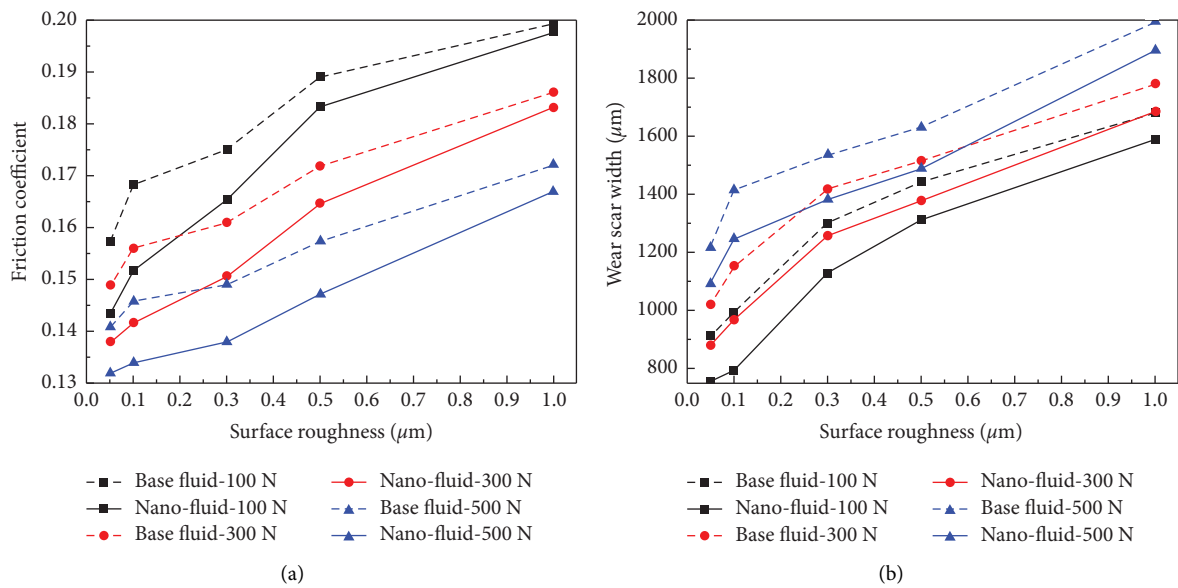 0.20
0.19
0.18
0.17
0.16
0.15
0.14
0.13
Friction coefficient
0.0 0.1 0.2 0.3 0.4 0.5 0.6 0.7 0.8 0.9 1.0
Surface roughness (μm)
Base fluid-100 N
Nano-fluid-100 N
Base fluid-300 N
Nano-fluid-300 N
Base fluid-500 N
Nano-fluid-500 N
(a)
2000
1800
1600
1400
1200
1000
800
Wear scar width (μm)
0.0 0.1 0.2 0.3 0.4 0.5 0.6 0.7 0.8 0.9 1.0
Surface roughness (μm)
Base fluid-100 N
Nano-fluid-100 N
Base fluid-300 N
Nano-fluid-300 N
Base fluid-500 N
Nano-fluid-500 N
(b)